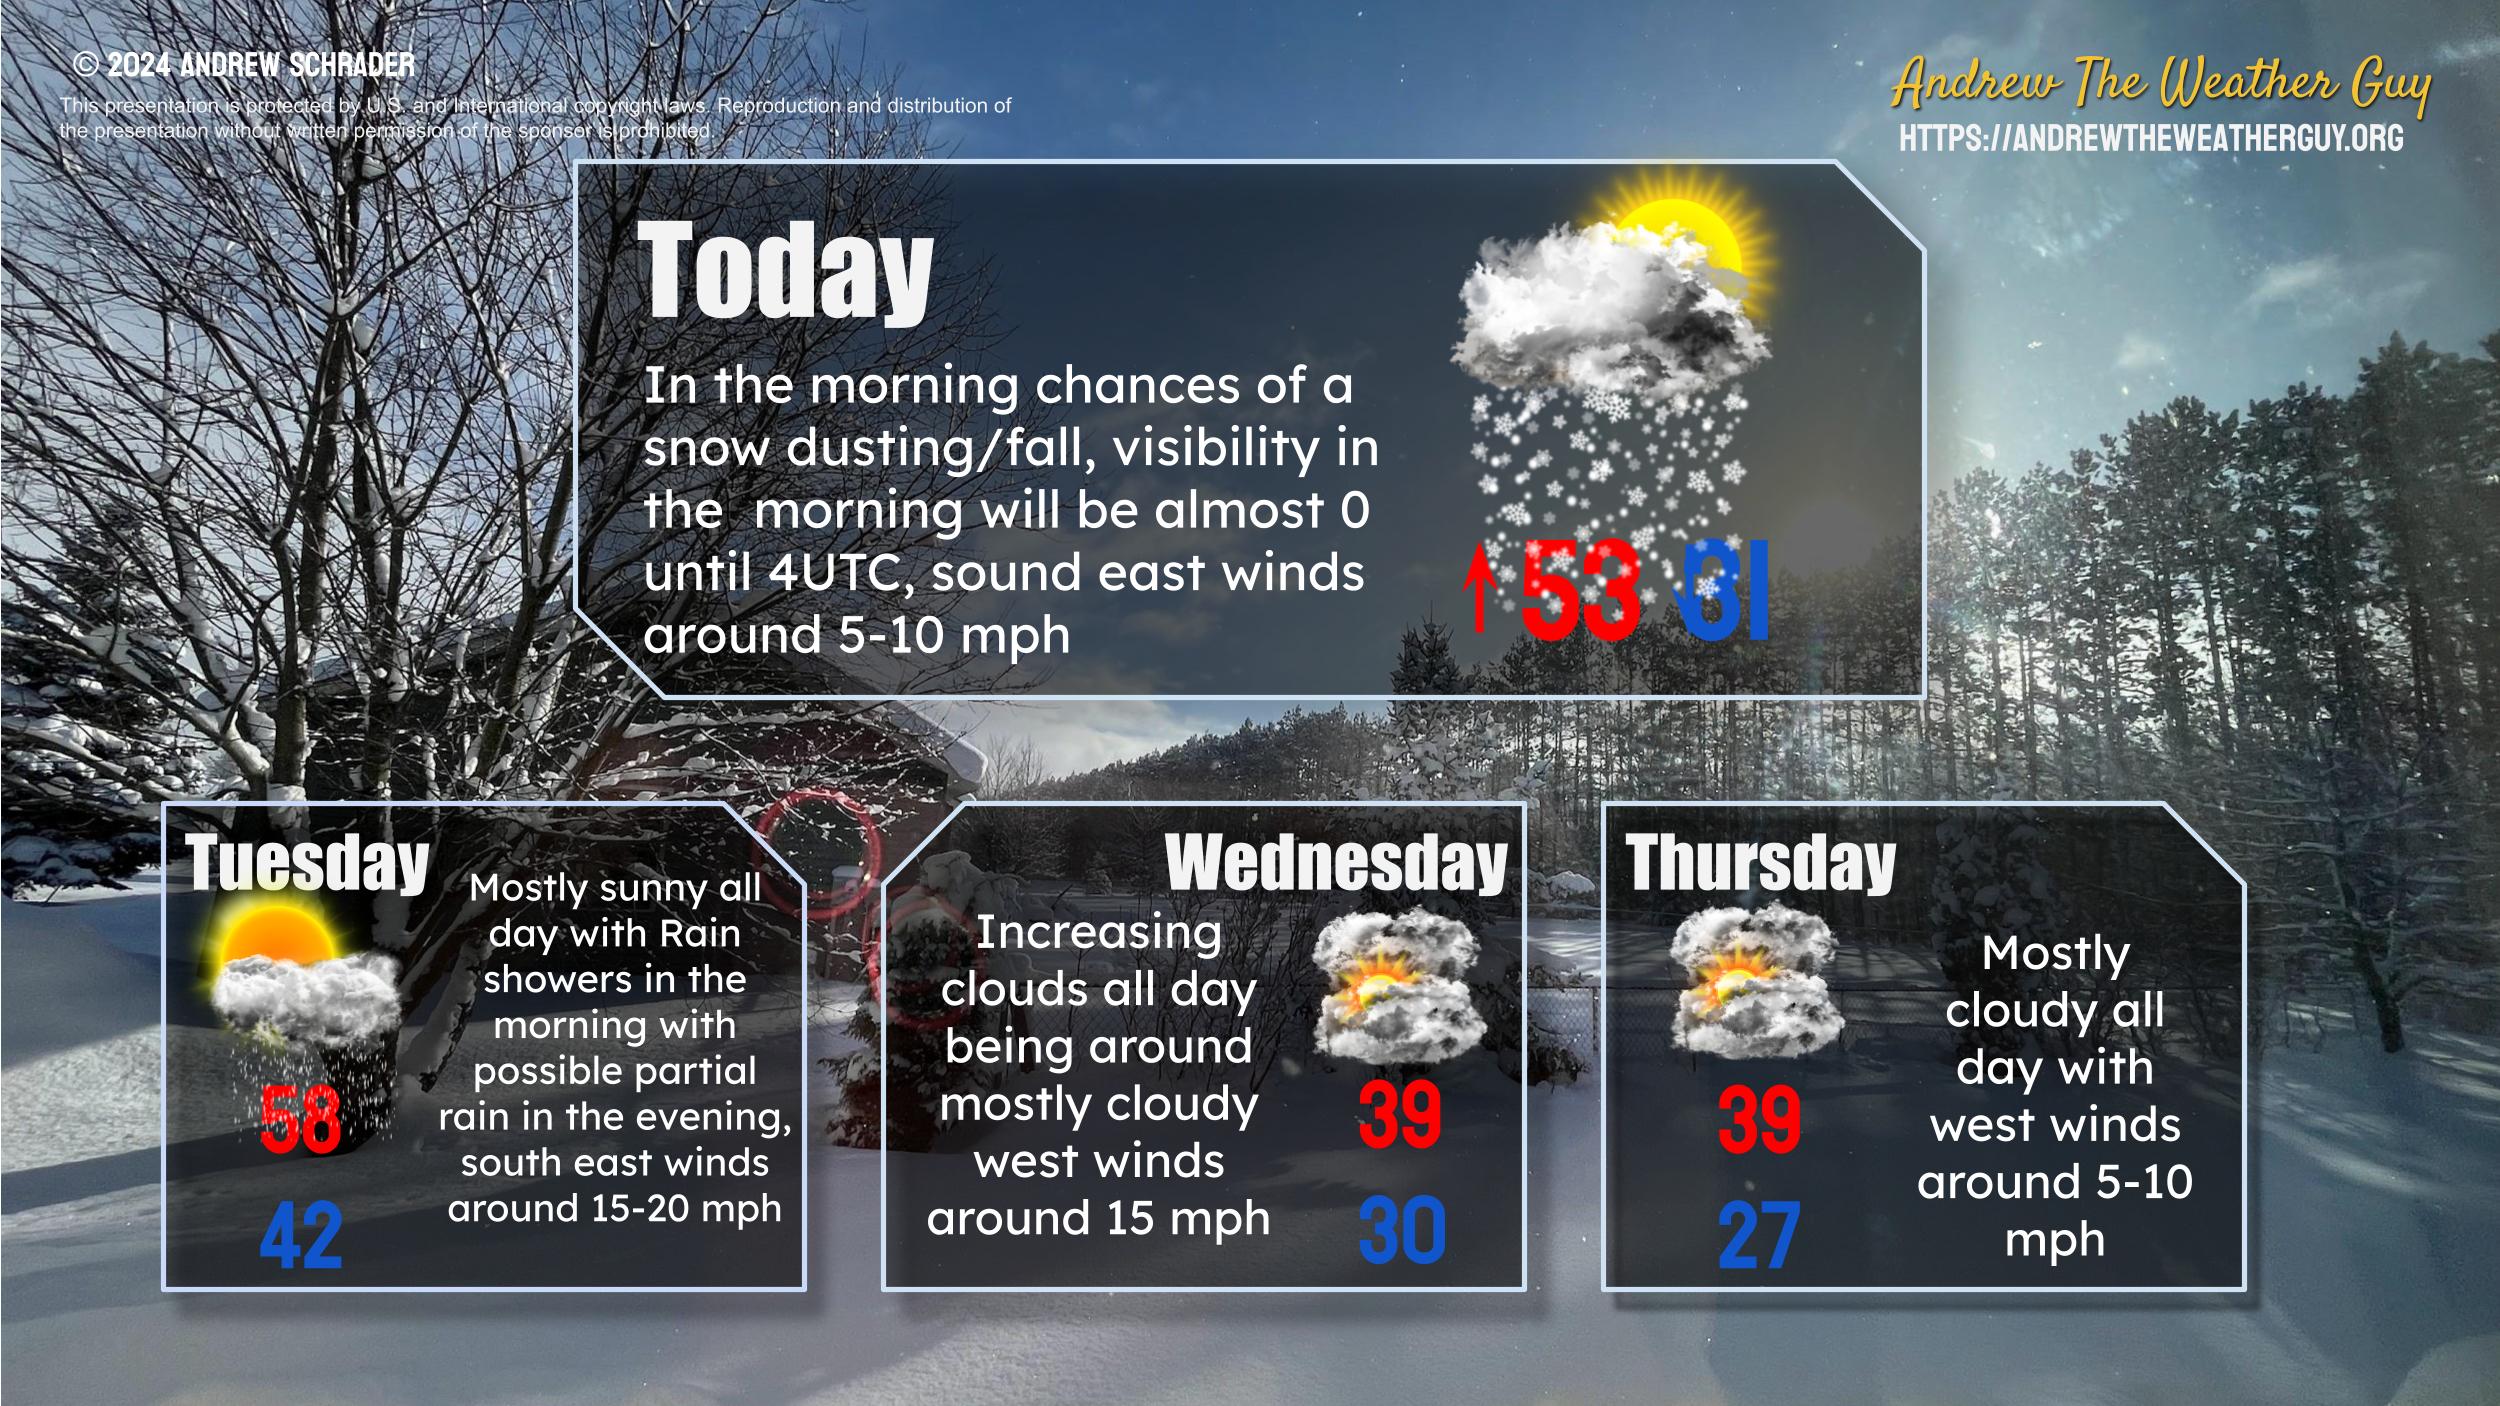 © 2024 ANDREW SCHRADER
This presentation is protected by U.S. and International copyright laws. Reproduction and distribution of
the presentation without written permission of the sponsor is prohibited.
Andrew The Weather Guy
HTTPS://ANDREWTHEWEATHERGUY.ORG
Today
In the morning chances of a
snow dusting/fall, visibility in
the  morning will be almost 0
until 4UTC, sound east winds
around 5-10 mph
↑53 ↓31
Tuesday
Mostly sunny all
day with Rain
showers in the
morning with
possible partial
rain in the evening,
south east winds
around 15-20 mph
58
42
Wednesday
Increasing
clouds all day
being around
mostly cloudy
west winds
around 15 mph
39
30
Thursday
Mostly
cloudy all
day with
west winds
around 5-10
mph
39
27